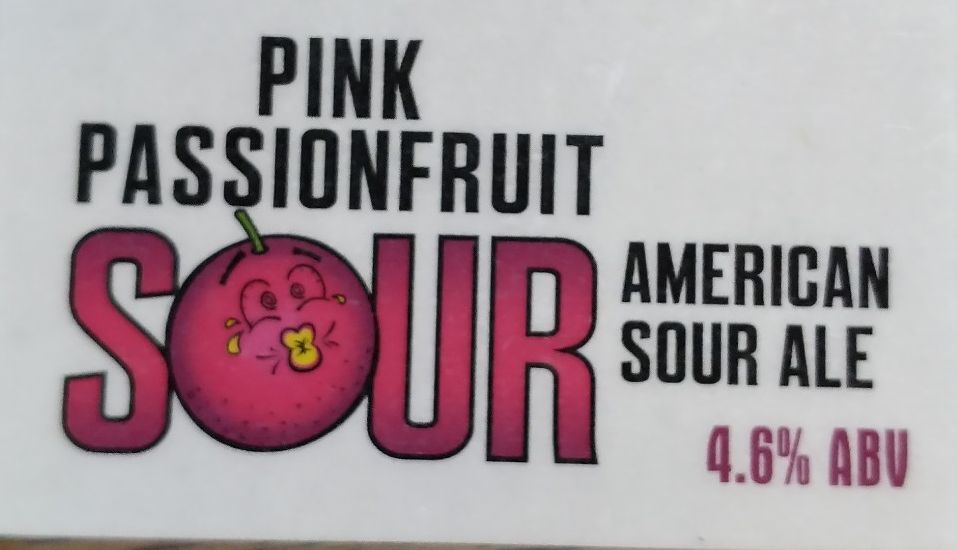 PINK
PASSIONFRUIT
SOUR
AMERICAN
SOUR ALE
4.6% ABV